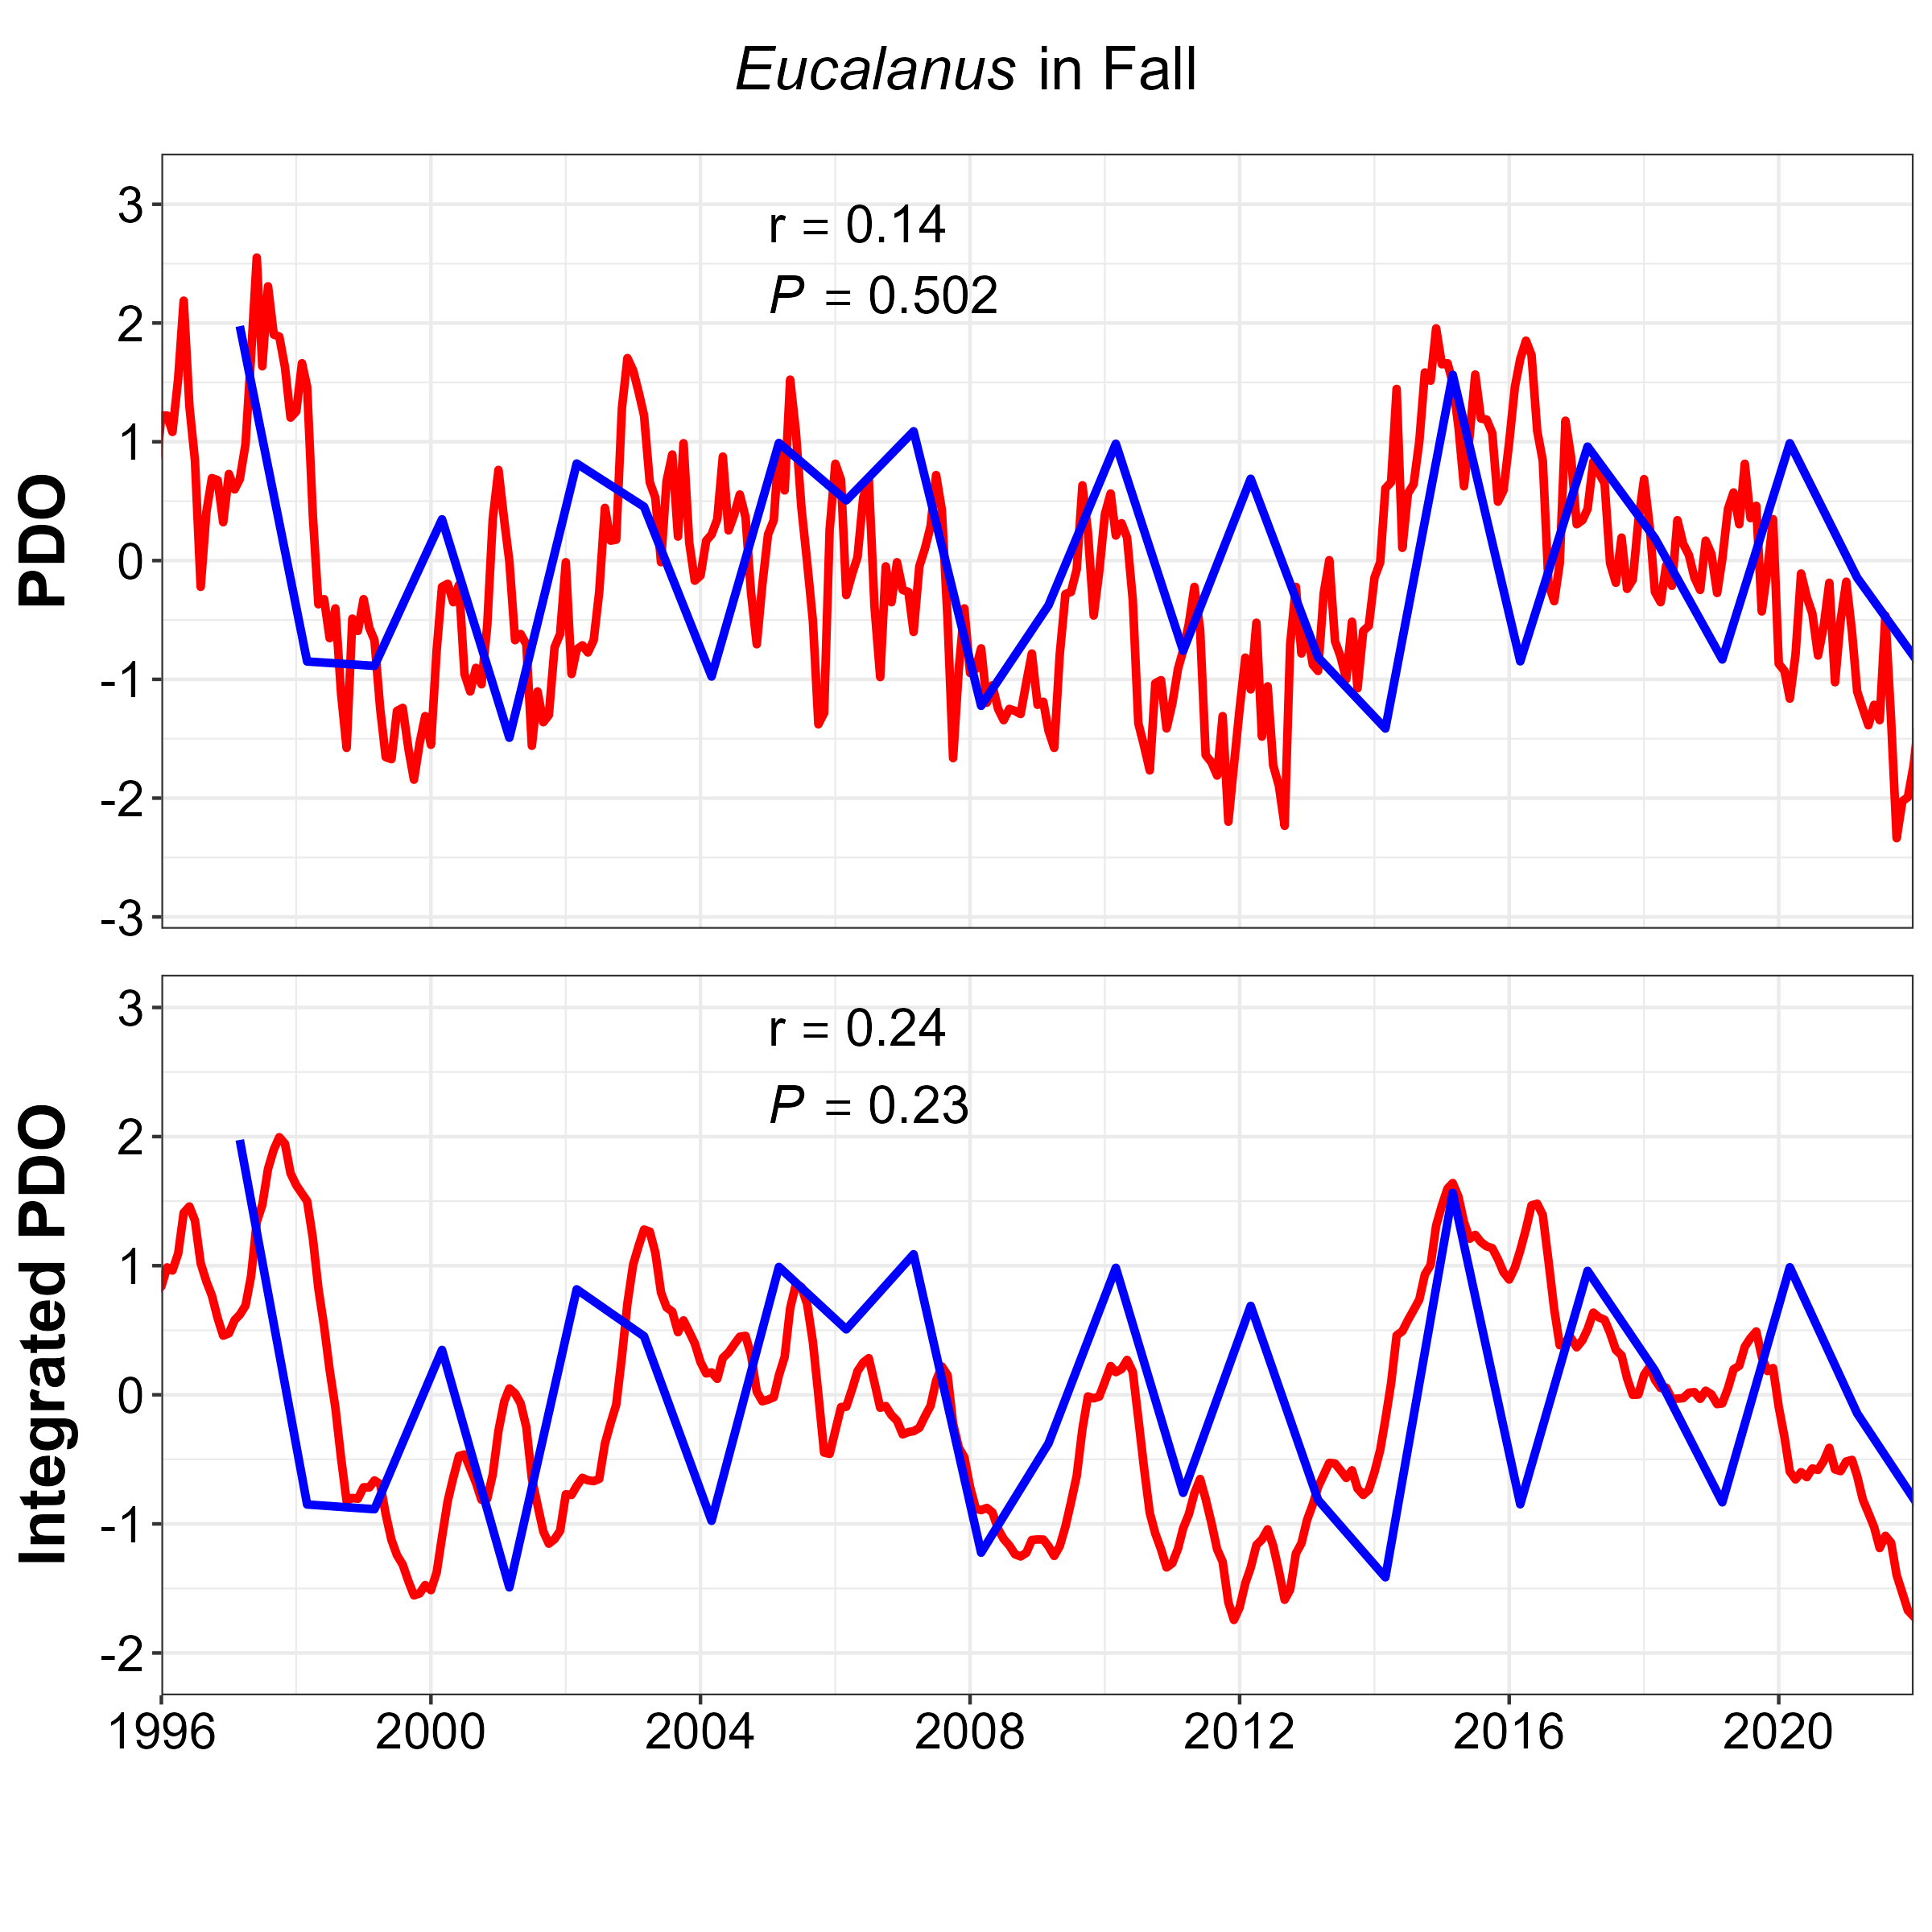 Eucalanus in Fall
PDO
3
2
1
0
-1
-2
-3
r = 0.14
P = 0.502
Integrated PDO
3
2
1
0
-1
-2
r = 0.24
P = 0.23
1996 2000 2004 2008 2012 2016 2020